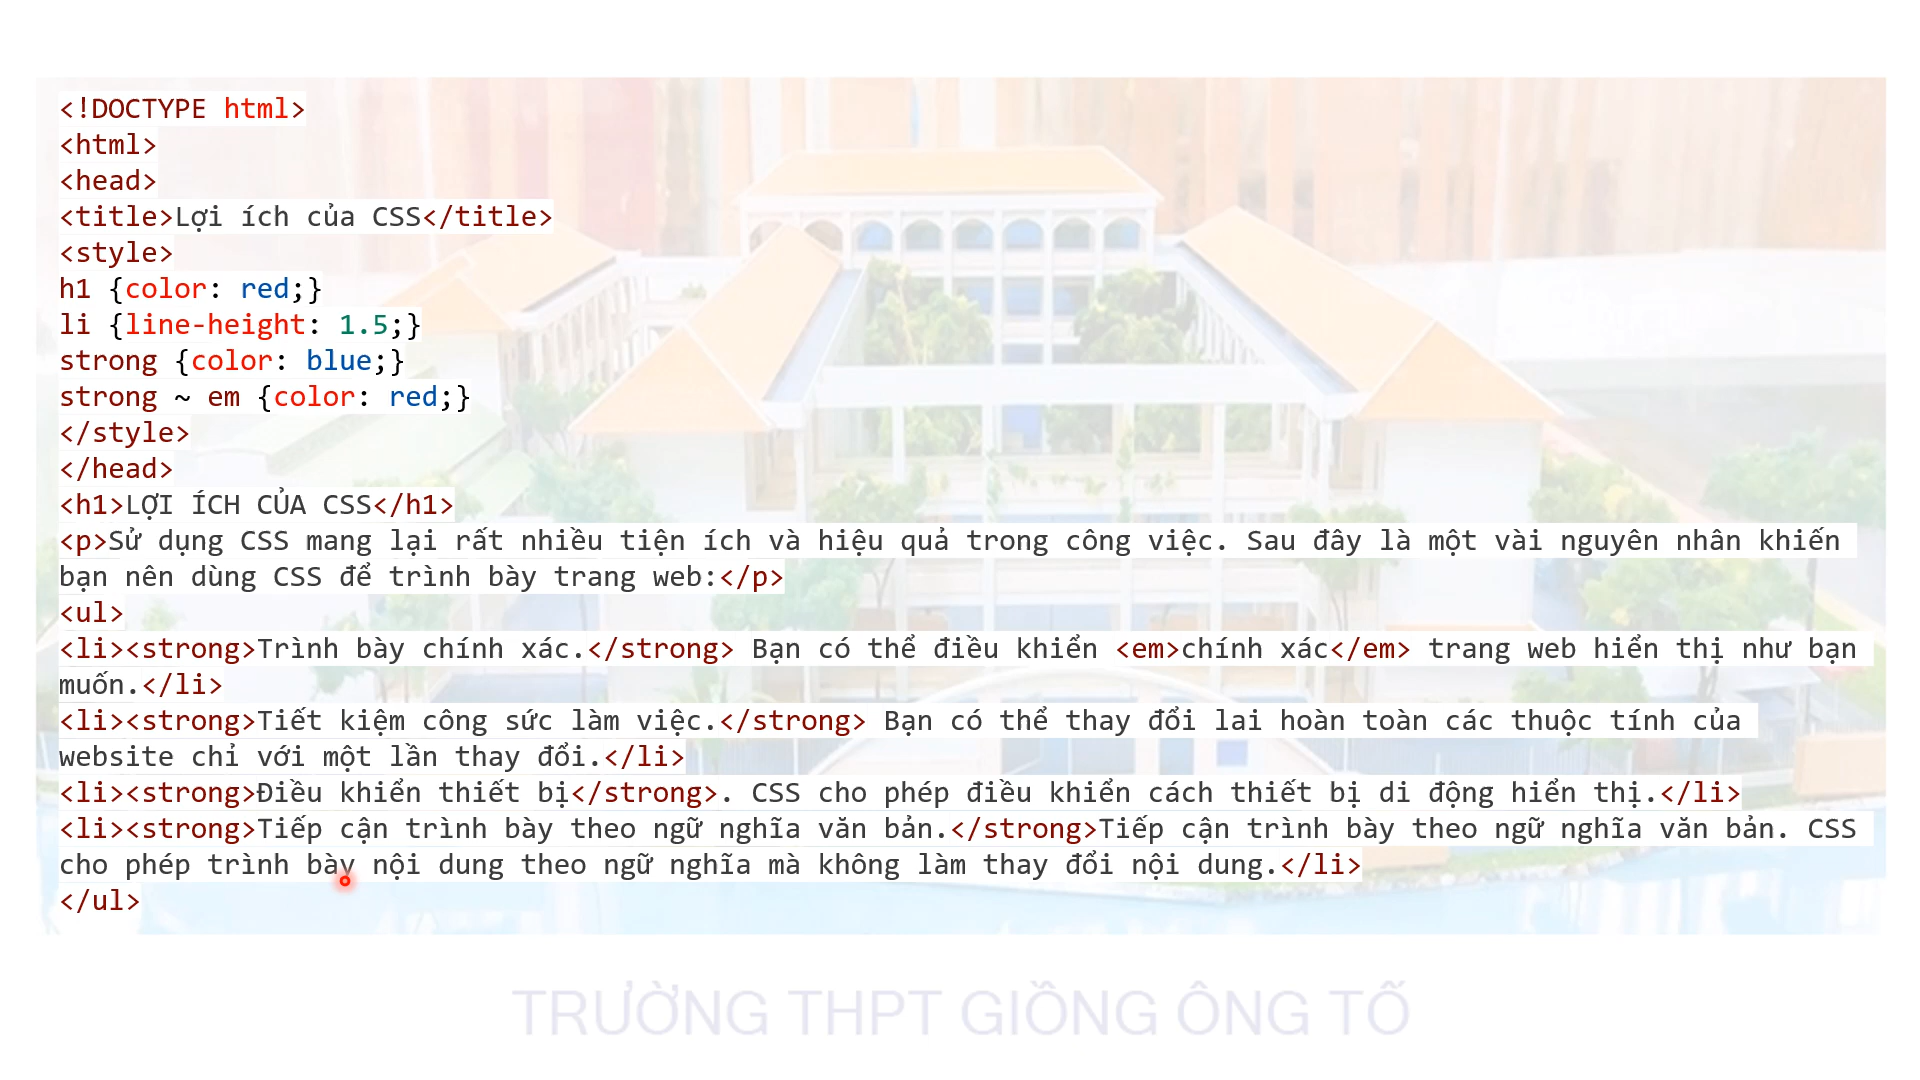 <!DOCTYPE html>
<html>
<head>
<title>Lợi ích của CSS</title>
<style>
h1 {color: red;}
li {line-height: 1.5;}
strong {color: blue;}
strong ~ em {color: red;}
</style>
</head>
<h1>LỢI ÍCH CỦA CSS</h1>
<p>Sử dụng CSS mang lại rất nhiều tiện ích và hiệu quả trong công việc. Sau đây là một vài nguyên nhân khiến
bạn nên dùng CSS để trình bày trang web:</p>
<ul>
<li><strong>Trình bày chính xác.</strong> Bạn có thể điều khiển <em>chính xác</em> trang web hiển thị như bạn
muốn.</li>
<li><strong>Tiết kiệm công sức làm việc.</strong> Bạn có thể thay đổi lai hoàn toàn các thuộc tính của
website chỉ với một lần thay đổi.</li>
<li><strong>Điều khiển thiết bị</strong>. CSS cho phép điều khiển cách thiết bị di động hiển thị.</li>
<li><strong>Tiếp cận trình bày theo ngữ nghĩa văn bản.</strong>Tiếp cận trình bày theo ngữ nghĩa văn bản. CSS
cho phép trình bày nội dung theo ngữ nghĩa mà không làm thay đổi nội dung.</li>
</ul>
TRƯỜNG THPT GIỒNG ÔNG TỐ